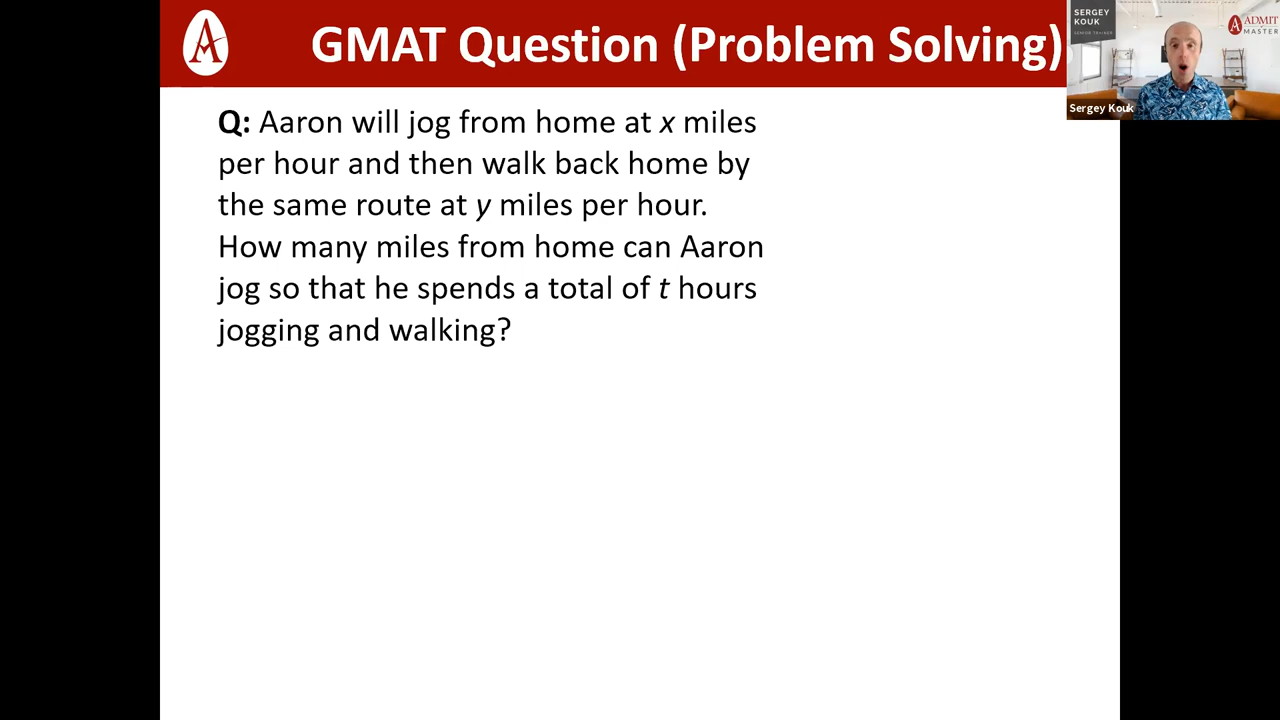 GMAT Question (Problem Solving)
SERGEY
KOUK
SENIOR TRAINER
ADMIT
MASTER
Sergey Kouk
Q: Aaron will jog from home at x miles
per hour and then walk back home by
the same route at y miles per hour.
How many miles from home can Aaron
jog so that he spends a total of t hours
jogging and walking?